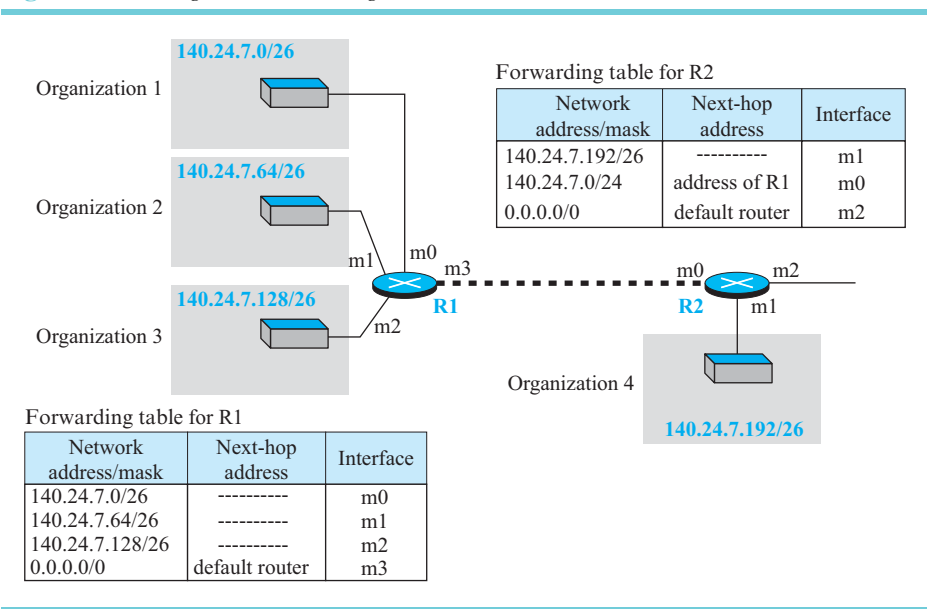 140.24.7.0/26
Organization 1
140.24.7.64/26
Organization 2
140.24.7.128/26
Organization 3
m0
m1
m2
m3
R1
Forwarding table for R2
Network address/mask Next-hop address Interface
140.24.7.192/26 ---------- m1
140.24.7.0/24 address of R1 m0
0.0.0.0/0 default router m2
m0
m2
R2
m1
Organization 4
140.24.7.192/26
Forwarding table for R1
Network address/mask Next-hop address Interface
140.24.7.0/26 ---------- m0
140.24.7.64/26 ---------- m1
140.24.7.128/26 ---------- m2
0.0.0.0/0 default router m3